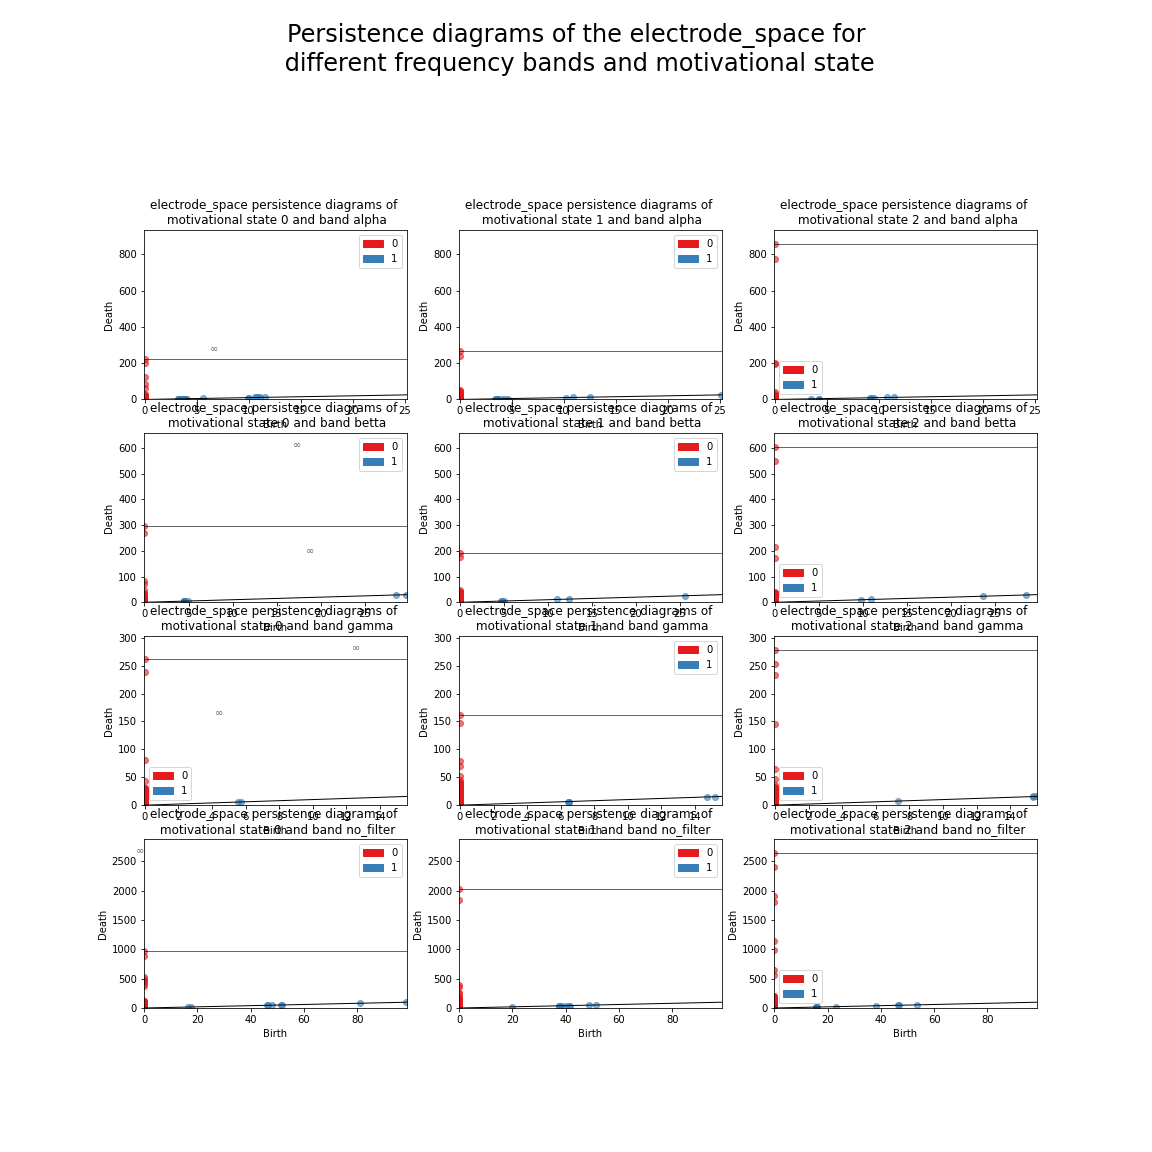 Persistence diagrams of the electrode_space for
different frequency bands and motivational state
electrode_space persistence diagrams of
motivational state 0 and band alpha
Death
800
600
400
200
0
∞
0
1
0 5 10 15 20 25
Birth
electrode_space persistence diagrams of
motivational state 1 and band alpha
Death
800
600
400
200
0
0
1
0 5 10 15 20 25
Birth
electrode_space persistence diagrams of
motivational state 2 and band alpha
Death
800
600
400
200
0
0
1
0 5 10 15 20 25
Birth
electrode_space persistence diagrams of
motivational state 0 and band betta
Death
600
500
400
300
200
100
0
∞
∞
0
1
0 5 10 15 20 25
Birth
electrode_space persistence diagrams of
motivational state 1 and band betta
Death
600
500
400
300
200
100
0
0
1
0 5 10 15 20 25
Birth
electrode_space persistence diagrams of
motivational state 2 and band betta
Death
600
500
400
300
200
100
0
0
1
0 5 10 15 20 25
Birth
electrode_space persistence diagrams of
motivational state 0 and band gamma
Death
300
250
200
150
100
50
0
∞
∞
0
1
0 2 4 6 8 10 12 14
Birth
electrode_space persistence diagrams of
motivational state 1 and band gamma
Death
300
250
200
150
100
50
0
0
1
0 2 4 6 8 10 12 14
Birth
electrode_space persistence diagrams of
motivational state 2 and band gamma
Death
300
250
200
150
100
50
0
0
1
0 2 4 6 8 10 12 14
Birth
electrode_space persistence diagrams of
motivational state 0 and band no_filter
∞
Death
2500
2000
1500
1000
500
0
0
1
0 20 40 60 80
Birth
electrode_space persistence diagrams of
motivational state 1 and band no_filter
Death
2500
2000
1500
1000
500
0
0
1
0 20 40 60 80
Birth
electrode_space persistence diagrams of
motivational state 2 and band no_filter
Death
2500
2000
1500
1000
500
0
0
1
0 20 40 60 80
Birth